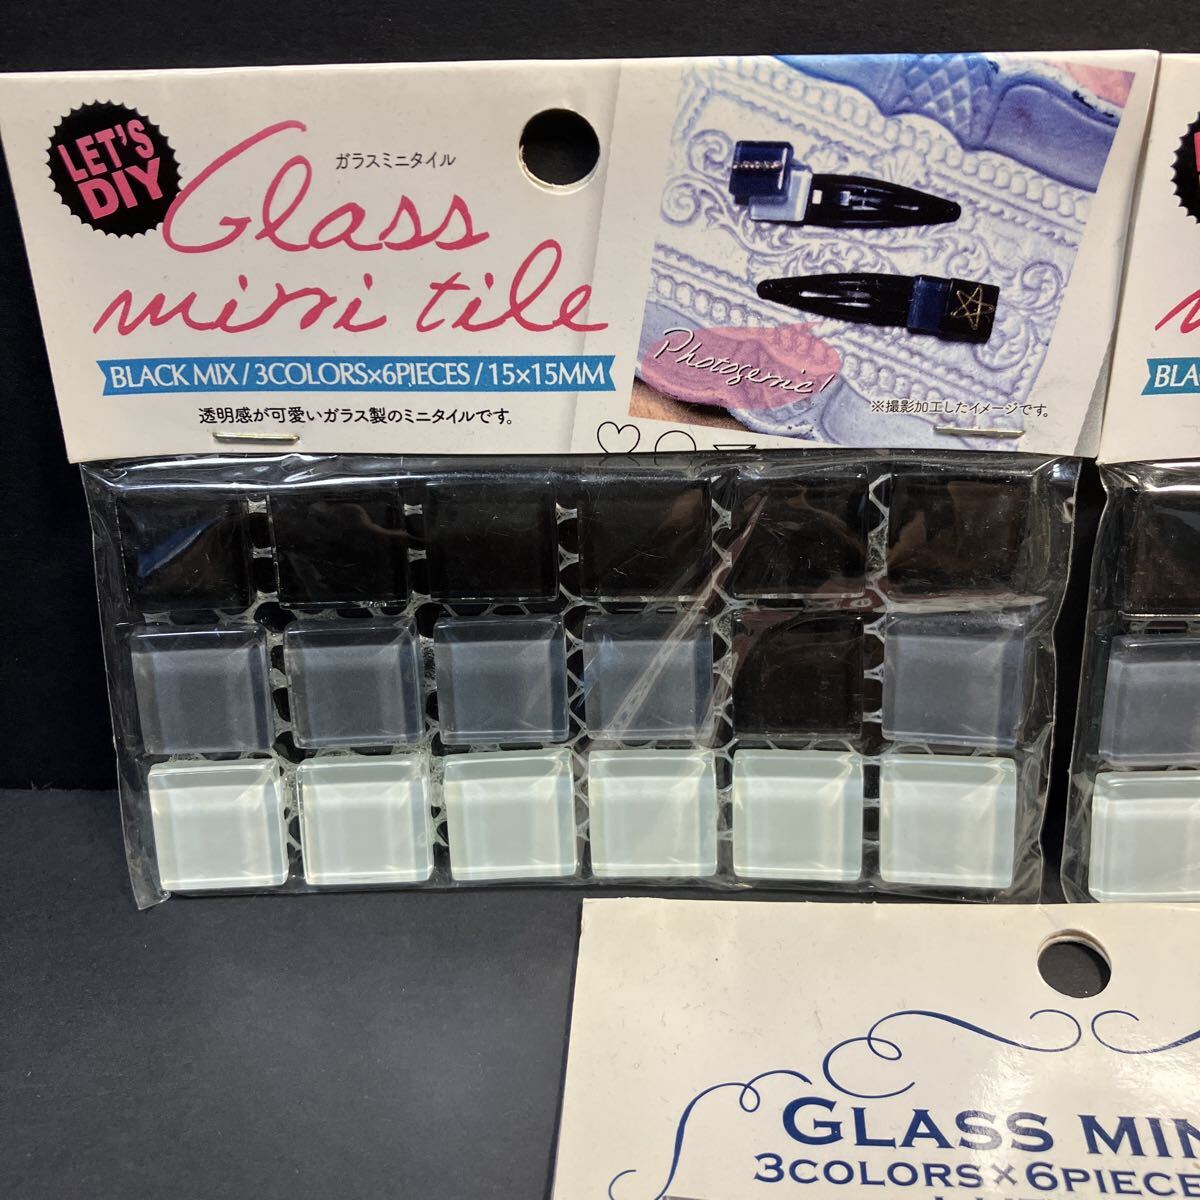 LET'S
DIY
Glass
ガラスミニタイル
mini tile
BLACK MIX / 3COLORS×6PIECES / 15×15MM
透明感が可愛いガラス製のミニタイルです。
Photogenic!
※撮影加工したイメージです。
BLA
GLASS MIN
3COLORS×6PIECE